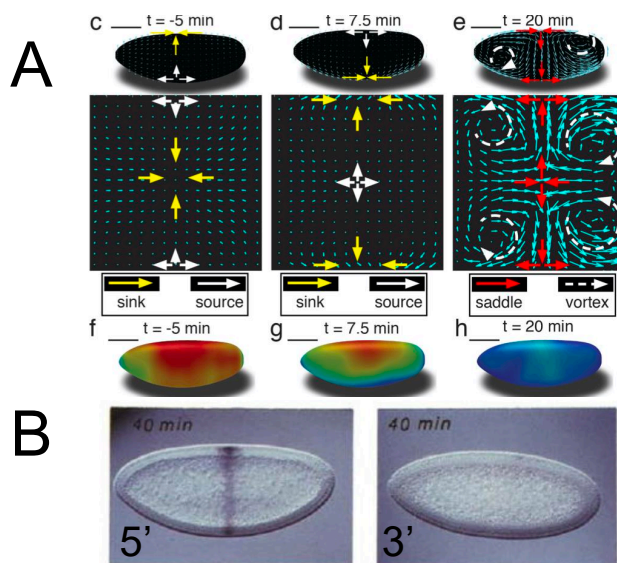 A
c t = -5 min
d t = 7.5 min
e t = 20 min
sink source
sink source
saddle vortex
f t = -5 min
g t = 7.5 min
h t = 20 min
B
40 min
5’
40 min
3’